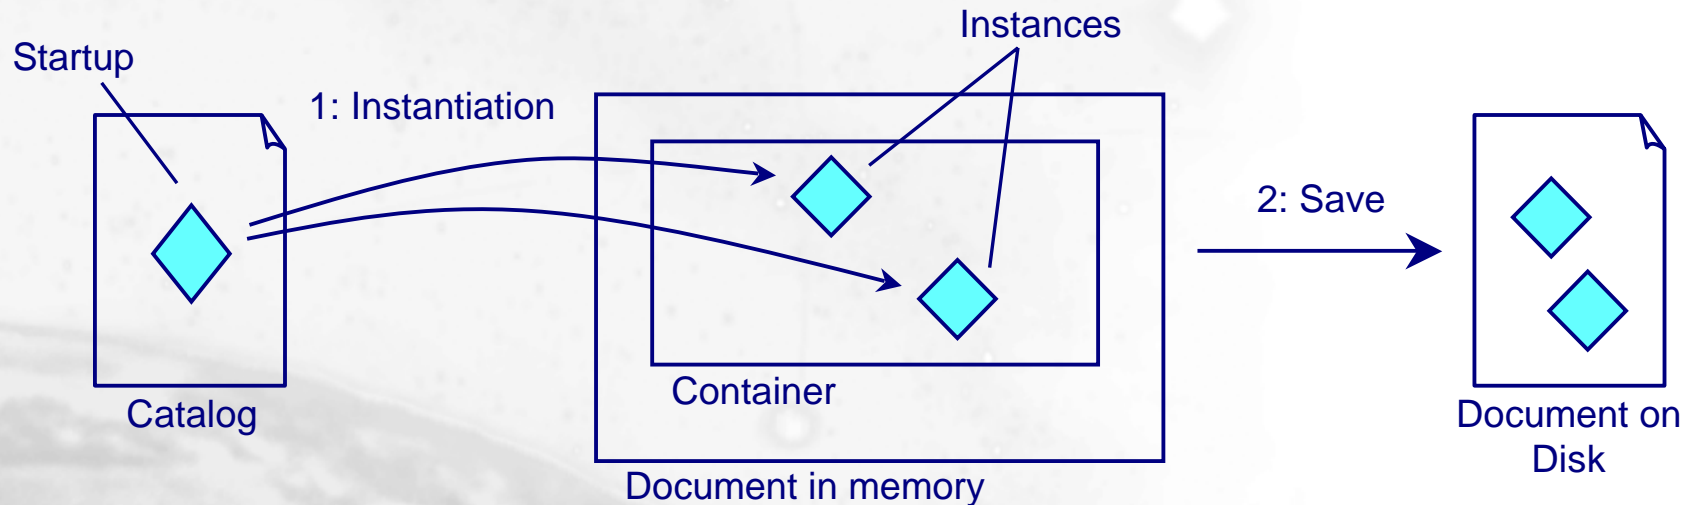 Startup
1: Instantiation
Instances
Catalog
Container
Document in memory
2: Save
Document on
Disk